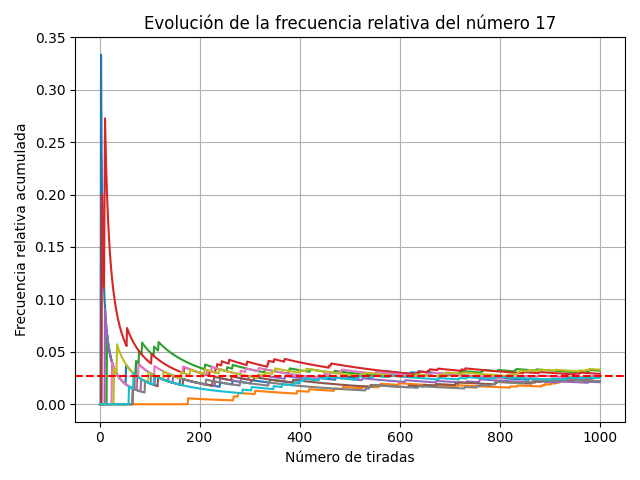 Evolución de la frecuencia relativa del número 17
Frecuencia relativa acumulada
0.35
0.30
0.25
0.20
0.15
0.10
0.05
0.00
0 200 400 600 800 1000
Número de tiradas